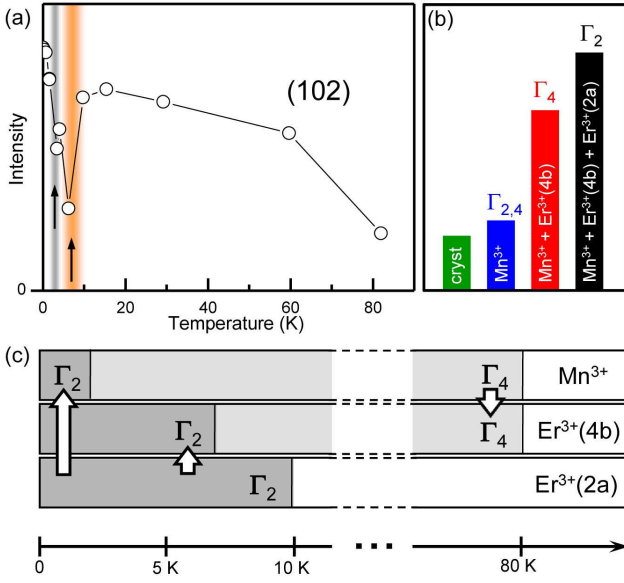 (a)
(102)
Intensity
0
0
20
40
60
80
Temperature (K)
(b)
Γ2
Γ4
Γ2,4
cryst
Mn³⁺
Mn³⁺ + Er³⁺(4b)
Mn³⁺ + Er³⁺(4b) + Er³⁺(2a)
(c)
Γ2 Γ4 Mn³⁺
Γ2 Γ4 Er³⁺(4b)
Γ2 Er³⁺(2a)
0 5 K 10 K ... 80 K